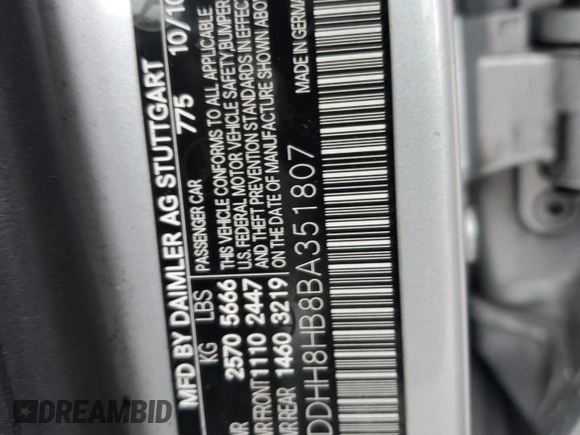 MFD BY DAIMLER AG STUTTGART
775 10/10
KG LBS PASSENGER CAR
2570 5666
FRONT 1110 2447
REAR 1460 3219
THIS VEHICLE CONFORMS TO ALL APPLICABLE
U.S. FEDERAL MOTOR VEHICLE SAFETY, BUMPER
AND THEFT PREVENTION STANDARDS IN EFFECT
ON THE DATE OF MANUFACTURE SHOWN ABOVE
DDHH8HB8BA351807 MADE IN GERMAN
DREAMBID